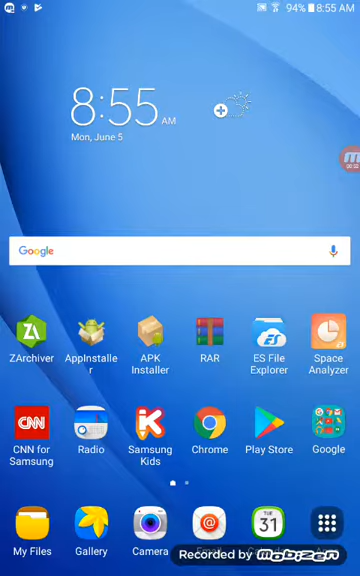 94% 8:55 AM
8:55 AM
Mon, June 5
Google
ZArchiver
AppInstalle
r
APK
Installer
RAR
ES File
Explorer
Space
Analyzer
CNN
CNN for
Samsung
Radio
Samsung
Kids
Chrome
Play Store
Google
TUE
31
My Files
Gallery
Camera
Recorded by mobizen